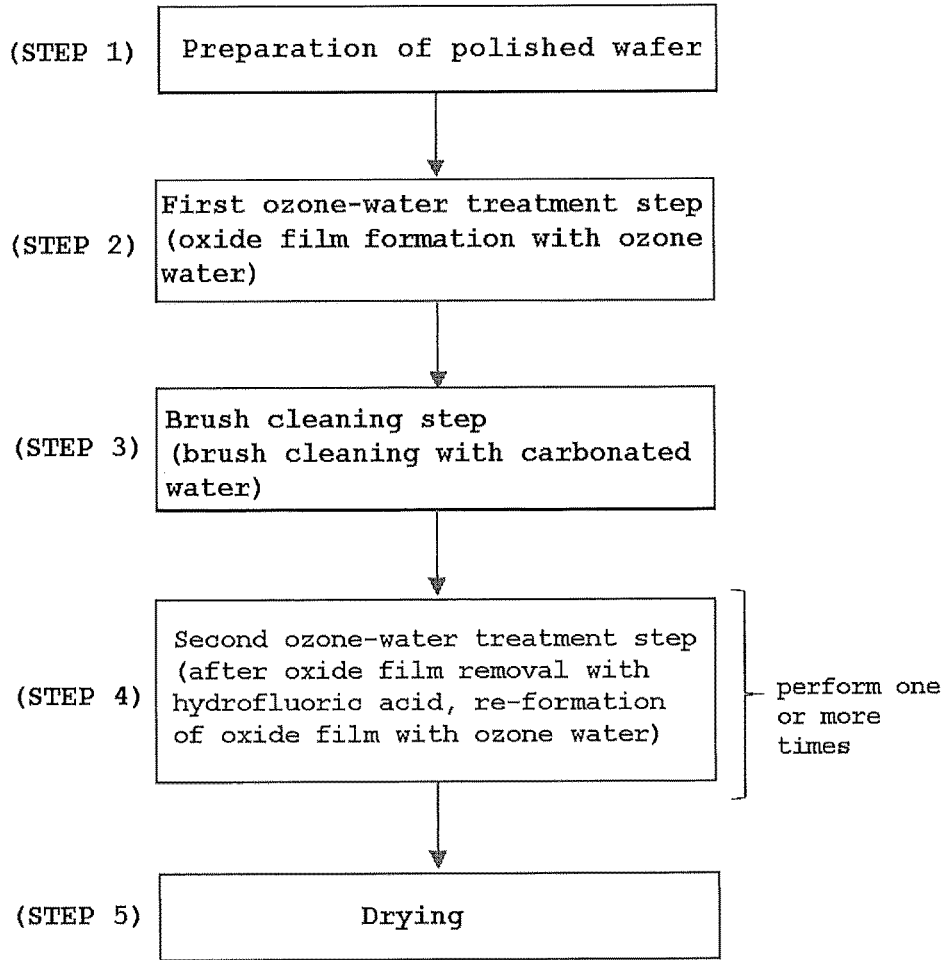 (STEP 1)
Preparation of polished wafer
(STEP 2)
First ozone-water treatment step
(oxide film formation with ozone
water)
(STEP 3)
Brush cleaning step
(brush cleaning with carbonated
water)
(STEP 4)
Second ozone-water treatment step
(after oxide film removal with
hydrofluoric acid, re-formation
of oxide film with ozone water)
perform one
or more
times
(STEP 5)
Drying